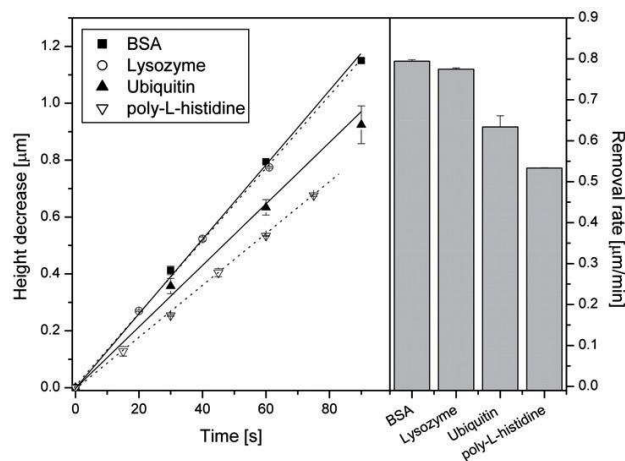 BSA
Lysozyme
Ubiquitin
poly-L-histidine
Height decrease [µm]
1.2
1.0
0.8
0.6
0.4
0.2
0.0
0 20 40 60 80
Time [s]
BSA
Lysozyme
Ubiquitin
poly-L-histidine
0.9
0.8
0.7
0.6
0.5
0.4
0.3
0.2
0.1
0.0
Removal rate [µm/min]